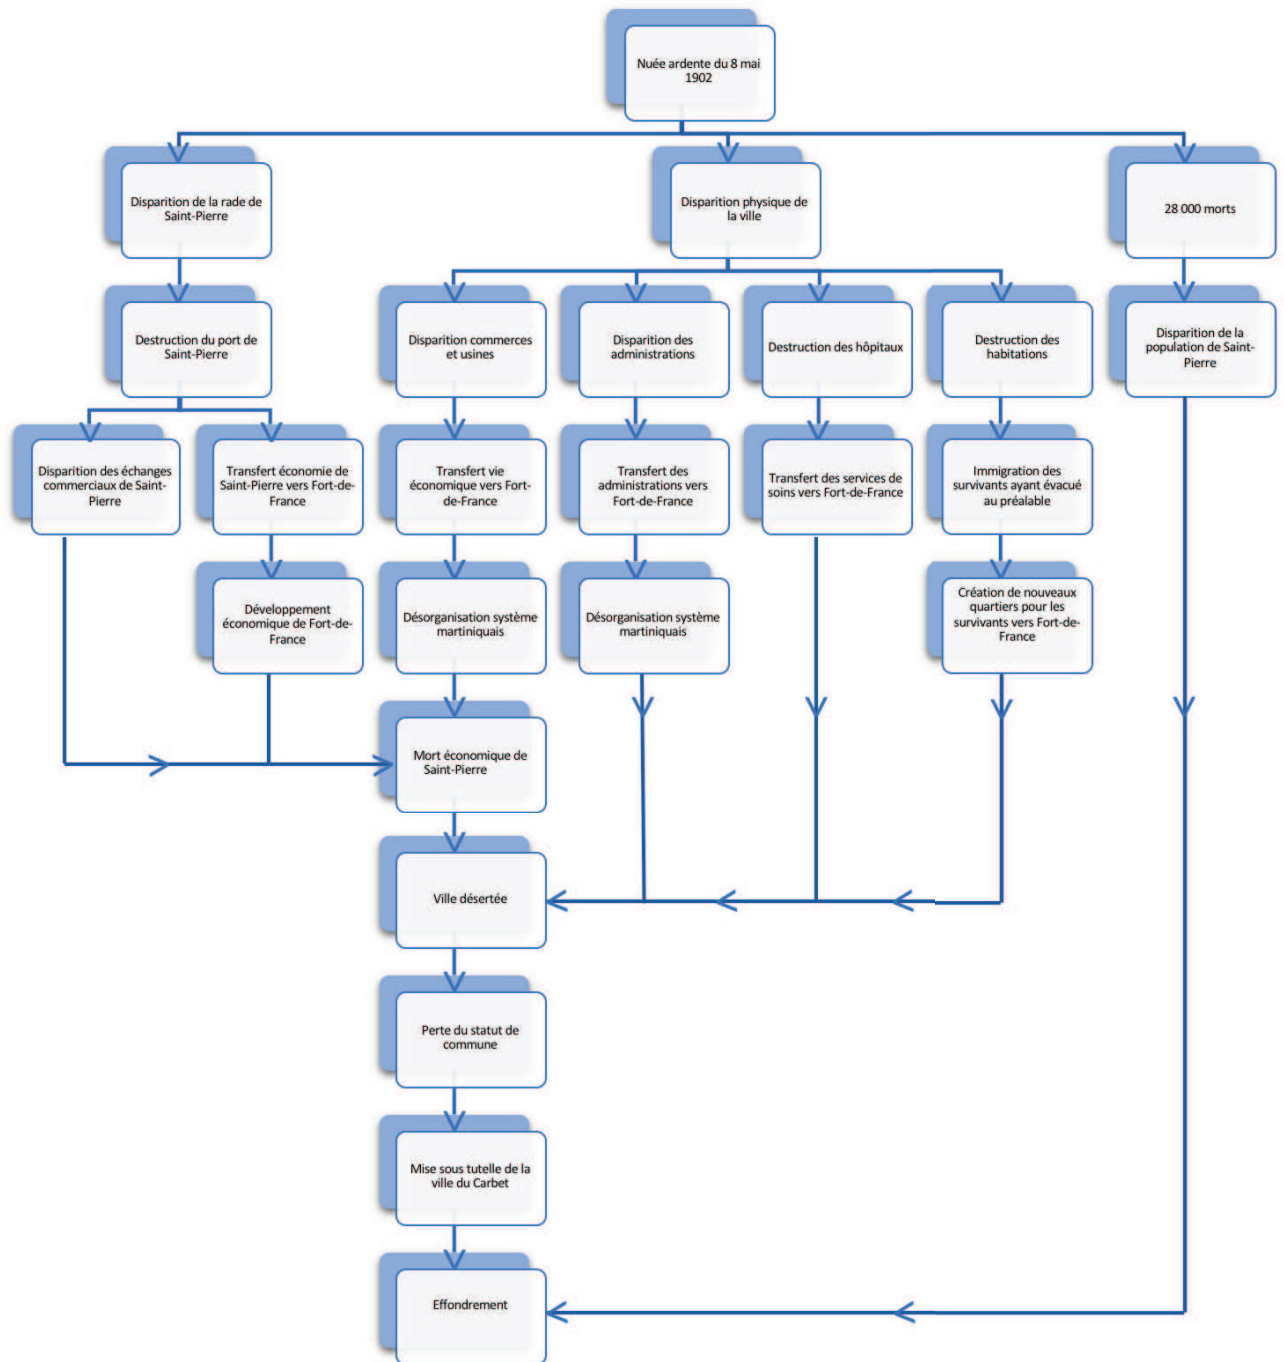 Nuée ardente du 8 mai
1902
Disparition de la rade de
Saint-Pierre
Disparition physique de
la ville
28 000 morts
Destruction du port de
Saint-Pierre
Disparition commerces
et usines
Disparition des
administrations
Destruction des hôpitaux
Destruction des
habitations
Disparition de la
population de Saint-
Pierre
Disparition des échanges
commerciaux de Saint-
Pierre
Transfert économie de
Saint-Pierre vers Fort-de-
France
Transfert vie
économique vers Fort-
de-France
Transfert des
administrations vers
Fort-de-France
Transfert des services de
soins vers Fort-de-France
Immigration des
survivants ayant évacué
au préalable
Développement
économique de Fort-de-
France
Désorganisation système
martiniquais
Désorganisation système
martiniquais
Création de nouveaux
quartiers pour les
survivants vers Fort-de-
France
Mort économique de
Saint-Pierre
Ville désertée
Perte du statut de
commune
Mise sous tutelle de la
ville du Carbet
Effondrement